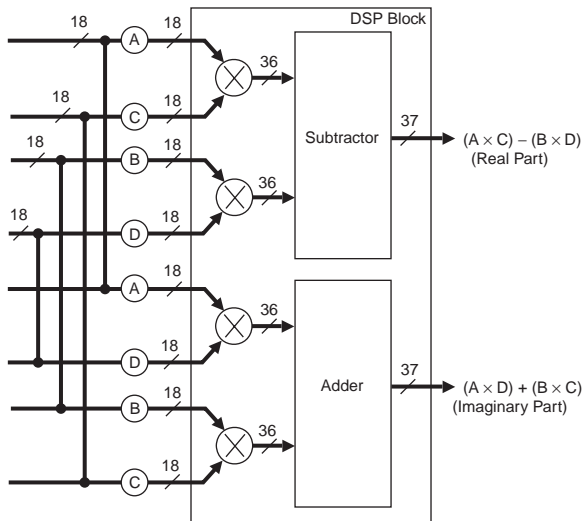 DSP Block
18
A
18
36
18
C
18
Subtractor
37
(A × C) – (B × D)
(Real Part)
18
B
18
36
18
D
18
A
18
36
D
18
Adder
37
(A × D) + (B × C)
(Imaginary Part)
B
18
36
C
18